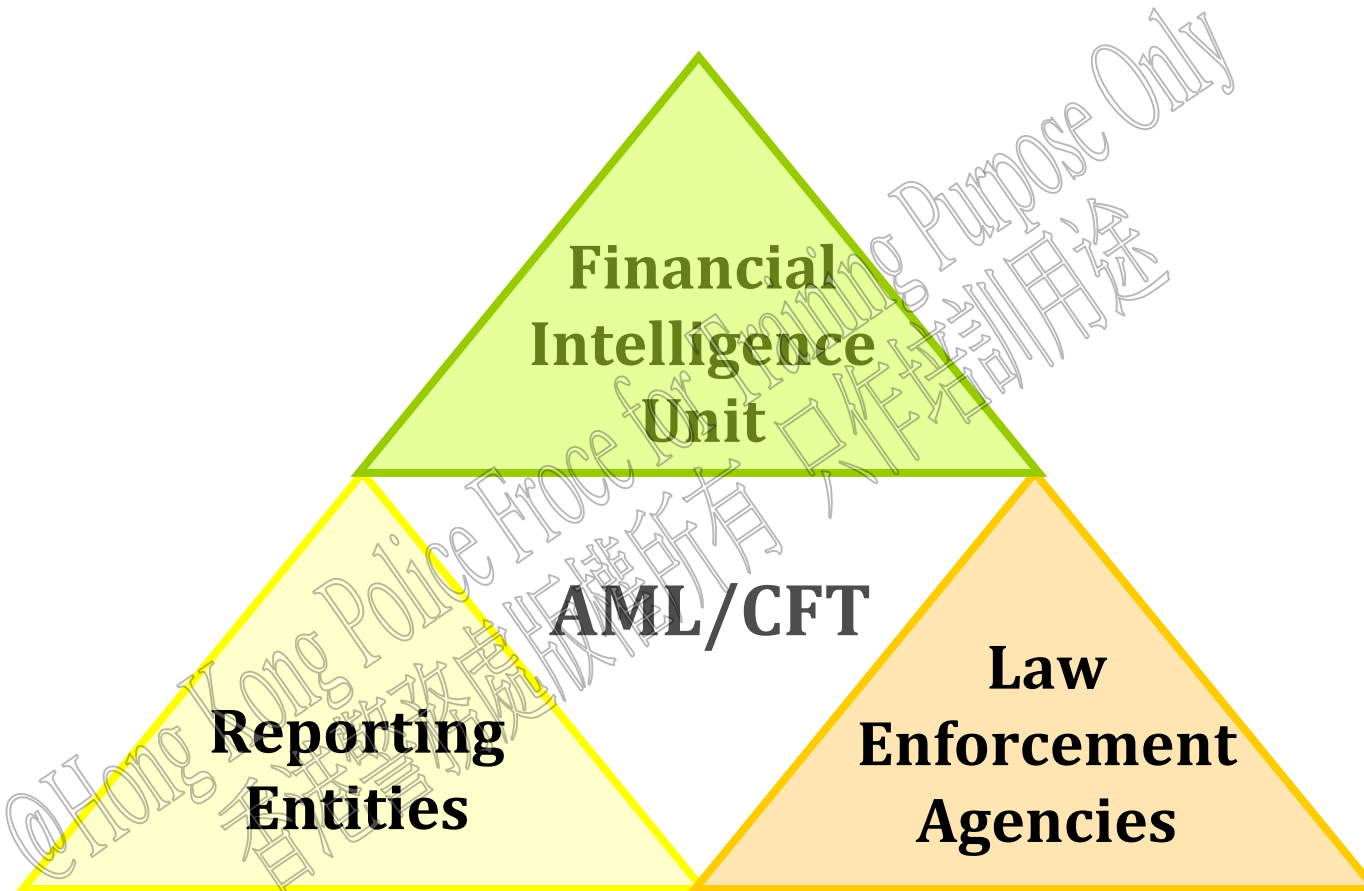 Financial
Intelligence
Unit
AML/CFT
Reporting
Entities
Law
Enforcement
Agencies
@Hong Kong Police Froce for Training Purpose Only
香港警務處版權所有 只作培訓用途